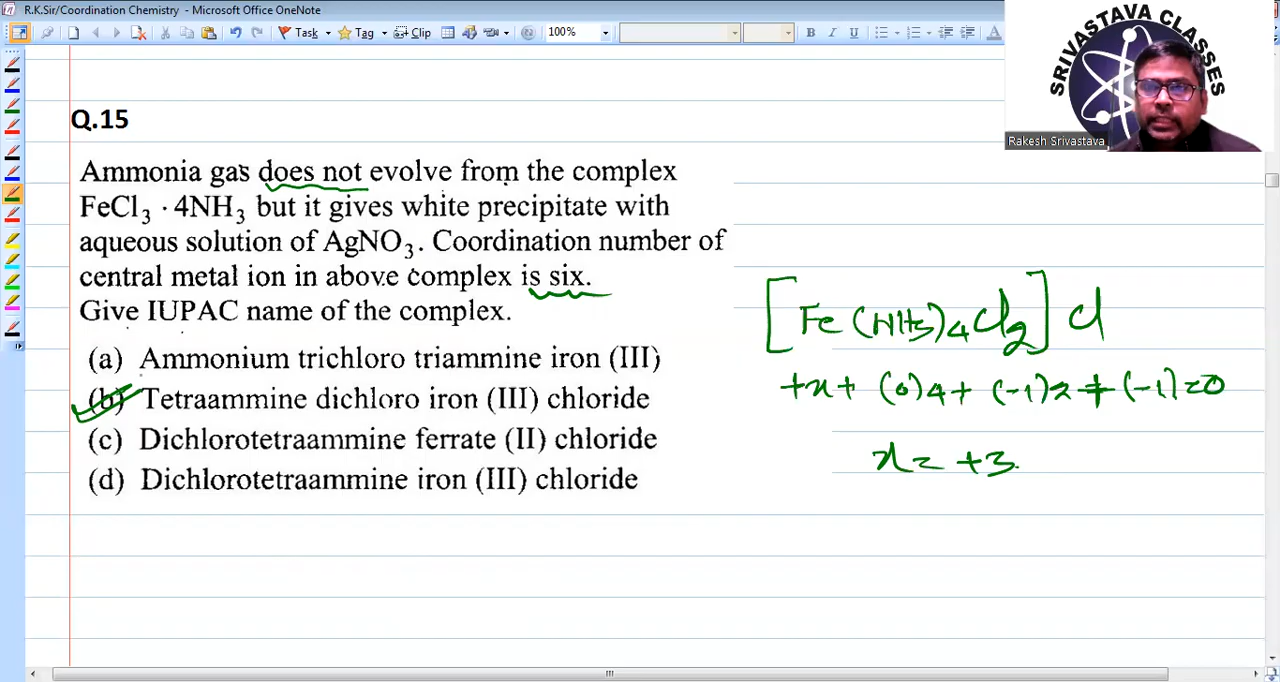 R.K.Sir/Coordination Chemistry - Microsoft Office OneNote
Task
Tag
Clip
100%
B I U
A
SRIVASTAVA CLASSES
Rakesh Srivastava
Q.15
Ammonia gas does not evolve from the complex
FeCl₃ · 4NH₃ but it gives white precipitate with
aqueous solution of AgNO₃. Coordination number of
central metal ion in above complex is six.
Give IUPAC name of the complex.
(a) Ammonium trichloro triammine iron (III)
(b) Tetraammine dichloro iron (III) chloride
(c) Dichlorotetraammine ferrate (II) chloride
(d) Dichlorotetraammine iron (III) chloride
[Fe(NH₃)₄Cl₂]Cl
+x + (0)4 + (-1)2 + (-1) = 0
x = +3.